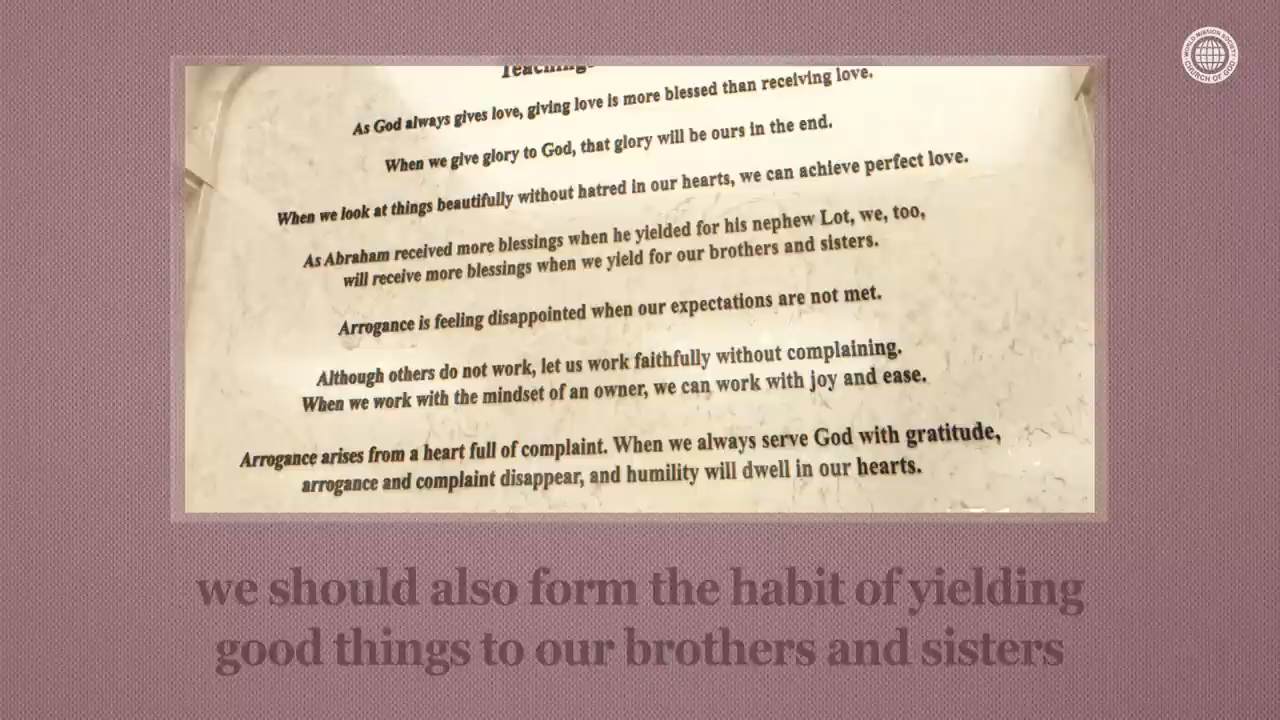 WORLD MISSION SOCIETY
CHURCH OF GOD
Teachings
As God always gives love, giving love is more blessed than receiving love.
When we give glory to God, that glory will be ours in the end.
When we look at things beautifully without hatred in our hearts, we can achieve perfect love.
As Abraham received more blessings when he yielded for his nephew Lot, we, too,
will receive more blessings when we yield for our brothers and sisters.
Arrogance is feeling disappointed when our expectations are not met.
Although others do not work, let us work faithfully without complaining.
When we work with the mindset of an owner, we can work with joy and ease.
Arrogance arises from a heart full of complaint. When we always serve God with gratitude,
arrogance and complaint disappear, and humility will dwell in our hearts.
we should also form the habit of yielding
good things to our brothers and sisters